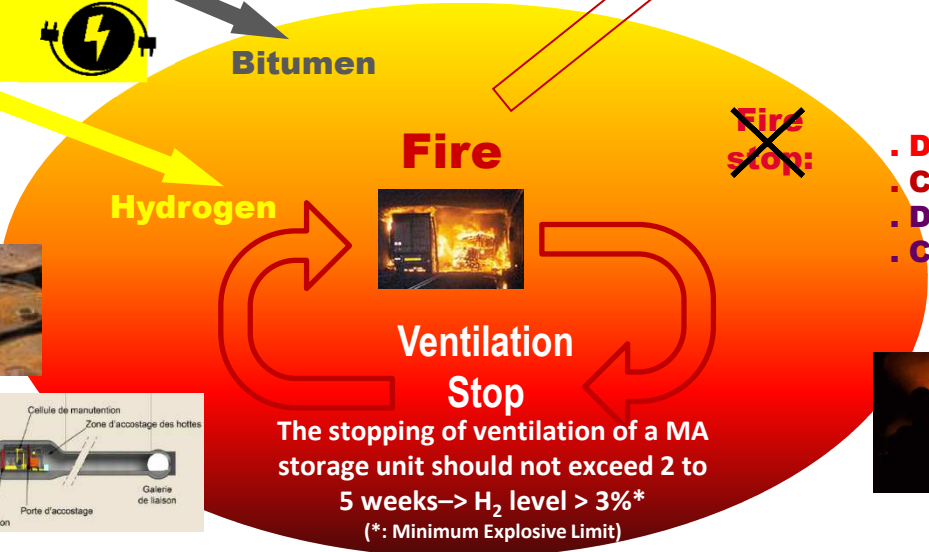 Bitumen
Fire
Fire
stop:
. D
. C
. D
. C
Hydrogen
Ventilation
Stop
The stopping of ventilation of a MA
storage unit should not exceed 2 to
5 weeks–> H₂ level > 3%*
(*: Minimum Explosive Limit)
Cellule de manutention
Zone d'accostage des hottes
Galerie
de liaison
Porte d'accostage
on